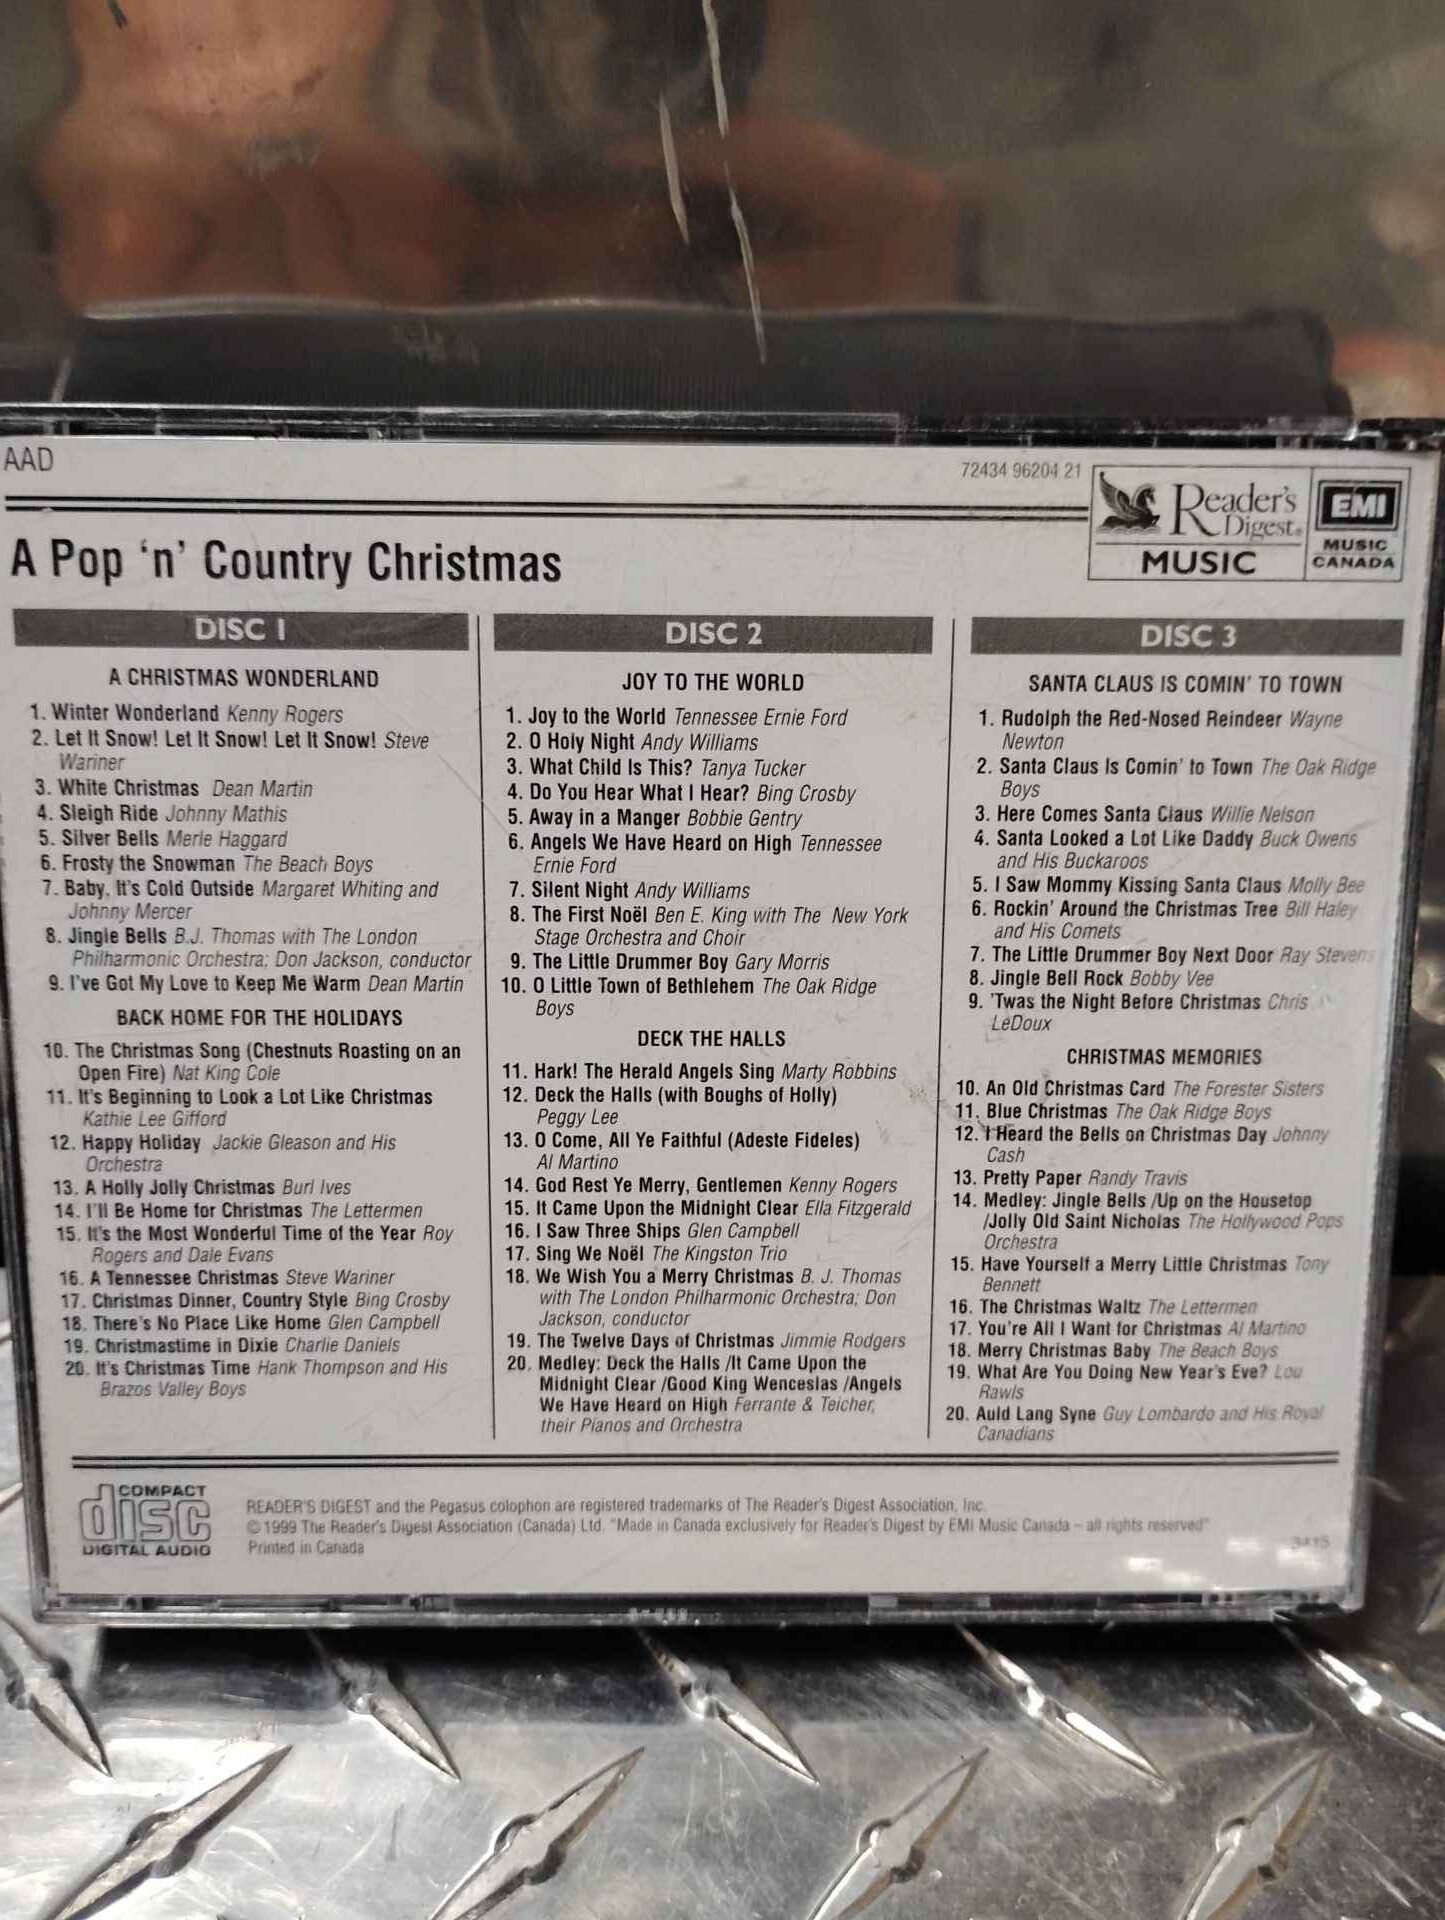 AAD
72434 96204 21
Reader's
Digest®
MUSIC
EMI
MUSIC
CANADA
A Pop 'n' Country Christmas
DISC 1
A CHRISTMAS WONDERLAND
1. Winter Wonderland Kenny Rogers
2. Let It Snow! Let It Snow! Let It Snow! Steve
Wariner
3. White Christmas Dean Martin
4. Sleigh Ride Johnny Mathis
5. Silver Bells Merle Haggard
6. Frosty the Snowman The Beach Boys
7. Baby, It's Cold Outside Margaret Whiting and
Johnny Mercer
8. Jingle Bells B.J. Thomas with The London
Philharmonic Orchestra; Don Jackson, conductor
9. I've Got My Love to Keep Me Warm Dean Martin
BACK HOME FOR THE HOLIDAYS
10. The Christmas Song (Chestnuts Roasting on an
Open Fire) Nat King Cole
11. It's Beginning to Look a Lot Like Christmas
Kathie Lee Gifford
12. Happy Holiday Jackie Gleason and His
Orchestra
13. A Holly Jolly Christmas Burl Ives
14. I'll Be Home for Christmas The Lettermen
15. It's the Most Wonderful Time of the Year Roy
Rogers and Dale Evans
16. A Tennessee Christmas Steve Wariner
17. Christmas Dinner, Country Style Bing Crosby
18. There's No Place Like Home Glen Campbell
19. Christmastime in Dixie Charlie Daniels
20. It's Christmas Time Hank Thompson and His
Brazos Valley Boys
DISC 2
JOY TO THE WORLD
1. Joy to the World Tennessee Ernie Ford
2. O Holy Night Andy Williams
3. What Child Is This? Tanya Tucker
4. Do You Hear What I Hear? Bing Crosby
5. Away in a Manger Bobbie Gentry
6. Angels We Have Heard on High Tennessee
Ernie Ford
7. Silent Night Andy Williams
8. The First Noël Ben E. King with The New York
Stage Orchestra and Choir
9. The Little Drummer Boy Gary Morris
10. O Little Town of Bethlehem The Oak Ridge
Boys
DECK THE HALLS
11. Hark! The Herald Angels Sing Marty Robbins
12. Deck the Halls (with Boughs of Holly)
Peggy Lee
13. O Come, All Ye Faithful (Adeste Fideles)
Al Martino
14. God Rest Ye Merry, Gentlemen Kenny Rogers
15. It Came Upon the Midnight Clear Ella Fitzgerald
16. I Saw Three Ships Glen Campbell
17. Sing We Noël The Kingston Trio
18. We Wish You a Merry Christmas B. J. Thomas
with The London Philharmonic Orchestra; Don
Jackson, conductor
19. The Twelve Days of Christmas Jimmie Rodgers
20. Medley: Deck the Halls /It Came Upon the
Midnight Clear /Good King Wenceslas /Angels
We Have Heard on High Ferrante & Teicher,
their Pianos and Orchestra
DISC 3
SANTA CLAUS IS COMIN' TO TOWN
1. Rudolph the Red-Nosed Reindeer Wayne
Newton
2. Santa Claus Is Comin' to Town The Oak Ridge
Boys
3. Here Comes Santa Claus Willie Nelson
4. Santa Looked a Lot Like Daddy Buck Owens
and His Buckaroos
5. I Saw Mommy Kissing Santa Claus Molly Bee
6. Rockin' Around the Christmas Tree Bill Haley
and His Comets
7. The Little Drummer Boy Next Door Ray Stevens
8. Jingle Bell Rock Bobby Vee
9. 'Twas the Night Before Christmas Chris
LeDoux
CHRISTMAS MEMORIES
10. An Old Christmas Card The Forester Sisters
11. Blue Christmas The Oak Ridge Boys
12. I Heard the Bells on Christmas Day Johnny
Cash
13. Pretty Paper Randy Travis
14. Medley: Jingle Bells /Up on the Housetop
/Jolly Old Saint Nicholas The Hollywood Pops
Orchestra
15. Have Yourself a Merry Little Christmas Tony
Bennett
16. The Christmas Waltz The Lettermen
17. You're All I Want for Christmas Al Martino
18. Merry Christmas Baby The Beach Boys
19. What Are You Doing New Year's Eve? Lou
Rawls
20. Auld Lang Syne Guy Lombardo and His Royal
Canadians
COMPACT
disc
DIGITAL AUDIO
READER'S DIGEST and the Pegasus colophon are registered trademarks of The Reader's Digest Association, Inc.
©1999 The Reader's Digest Association (Canada) Ltd. "Made in Canada exclusively for Reader's Digest by EMI Music Canada – all rights reserved"
Printed in Canada
3415